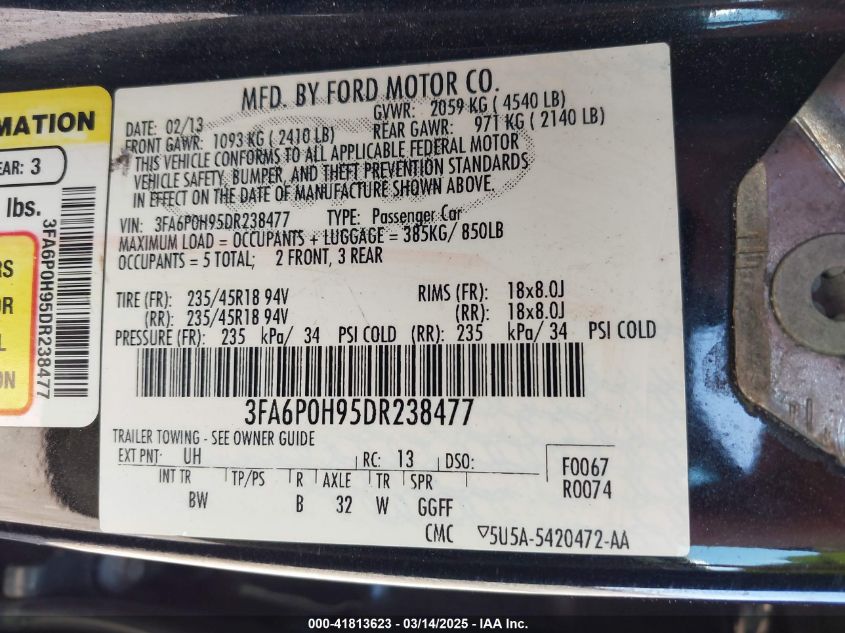 MFD. BY FORD MOTOR CO.
DATE: 02/13 GVWR: 2059 KG ( 4540 LB)
FRONT GAWR: 1093 KG ( 2410 LB) REAR GAWR: 971 KG ( 2140 LB)
THIS VEHICLE CONFORMS TO ALL APPLICABLE FEDERAL MOTOR
VEHICLE SAFETY, BUMPER, AND THEFT PREVENTION STANDARDS
IN EFFECT ON THE DATE OF MANUFACTURE SHOWN ABOVE.
VIN: 3FA6P0H95DR238477 TYPE: Passenger Car
MAXIMUM LOAD = OCCUPANTS + LUGGAGE = 385KG/ 850LB
OCCUPANTS = 5 TOTAL; 2 FRONT, 3 REAR
TIRE (FR): 235/45R18 94V RIMS (FR): 18x8.0J
(RR): 235/45R18 94V (RR): 18x8.0J
PRESSURE (FR): 235 kPa/ 34 PSI COLD (RR): 235 kPa/ 34 PSI COLD
3FA6P0H95DR238477
TRAILER TOWING - SEE OWNER GUIDE
EXT PNT: UH RC: 13 DSO: F0067
INT TR TP/PS R AXLE TR SPR R0074
BW B 32 W GGFF
CMC 5U5A-5420472-AA
MATION
EAR: 3
lbs.
RS
OR
L
ON
3FA6P0H95DR238477
000-41813623 - 03/14/2025 - IAA Inc.